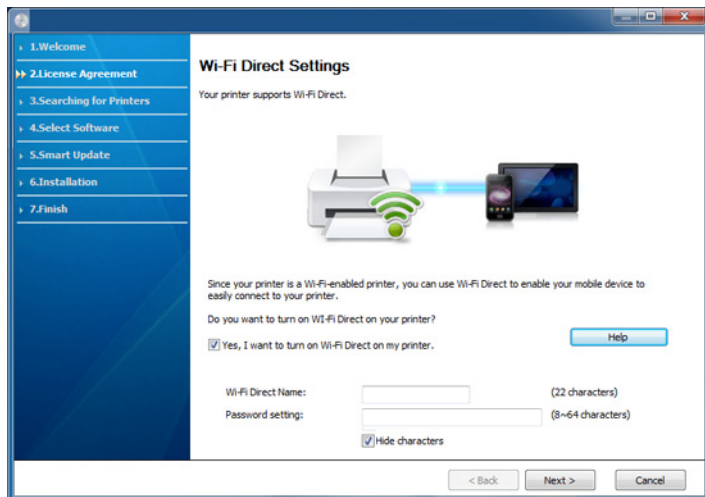 1.Welcome
2.License Agreement
3.Searching for Printers
4.Select Software
5.Smart Update
6.Installation
7.Finish
Wi-Fi Direct Settings
Your printer supports Wi-Fi Direct.
Since your printer is a Wi-Fi-enabled printer, you can use Wi-Fi Direct to enable your mobile device to
easily connect to your printer.
Do you want to turn on WI-Fi Direct on your printer?
Yes, I want to turn on Wi-Fi Direct on my printer.
Help
Wi-Fi Direct Name: (22 characters)
Password setting: (8~64 characters)
Hide characters
< Back Next > Cancel